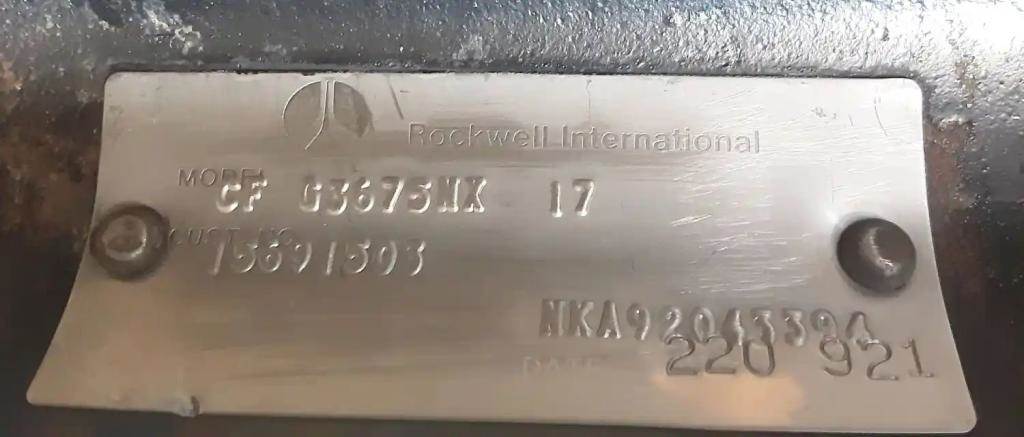 Rockwell International
MODEL CF G3675NX 17
CUST. NO.
15691503
NKA92043394
DATE 220 921